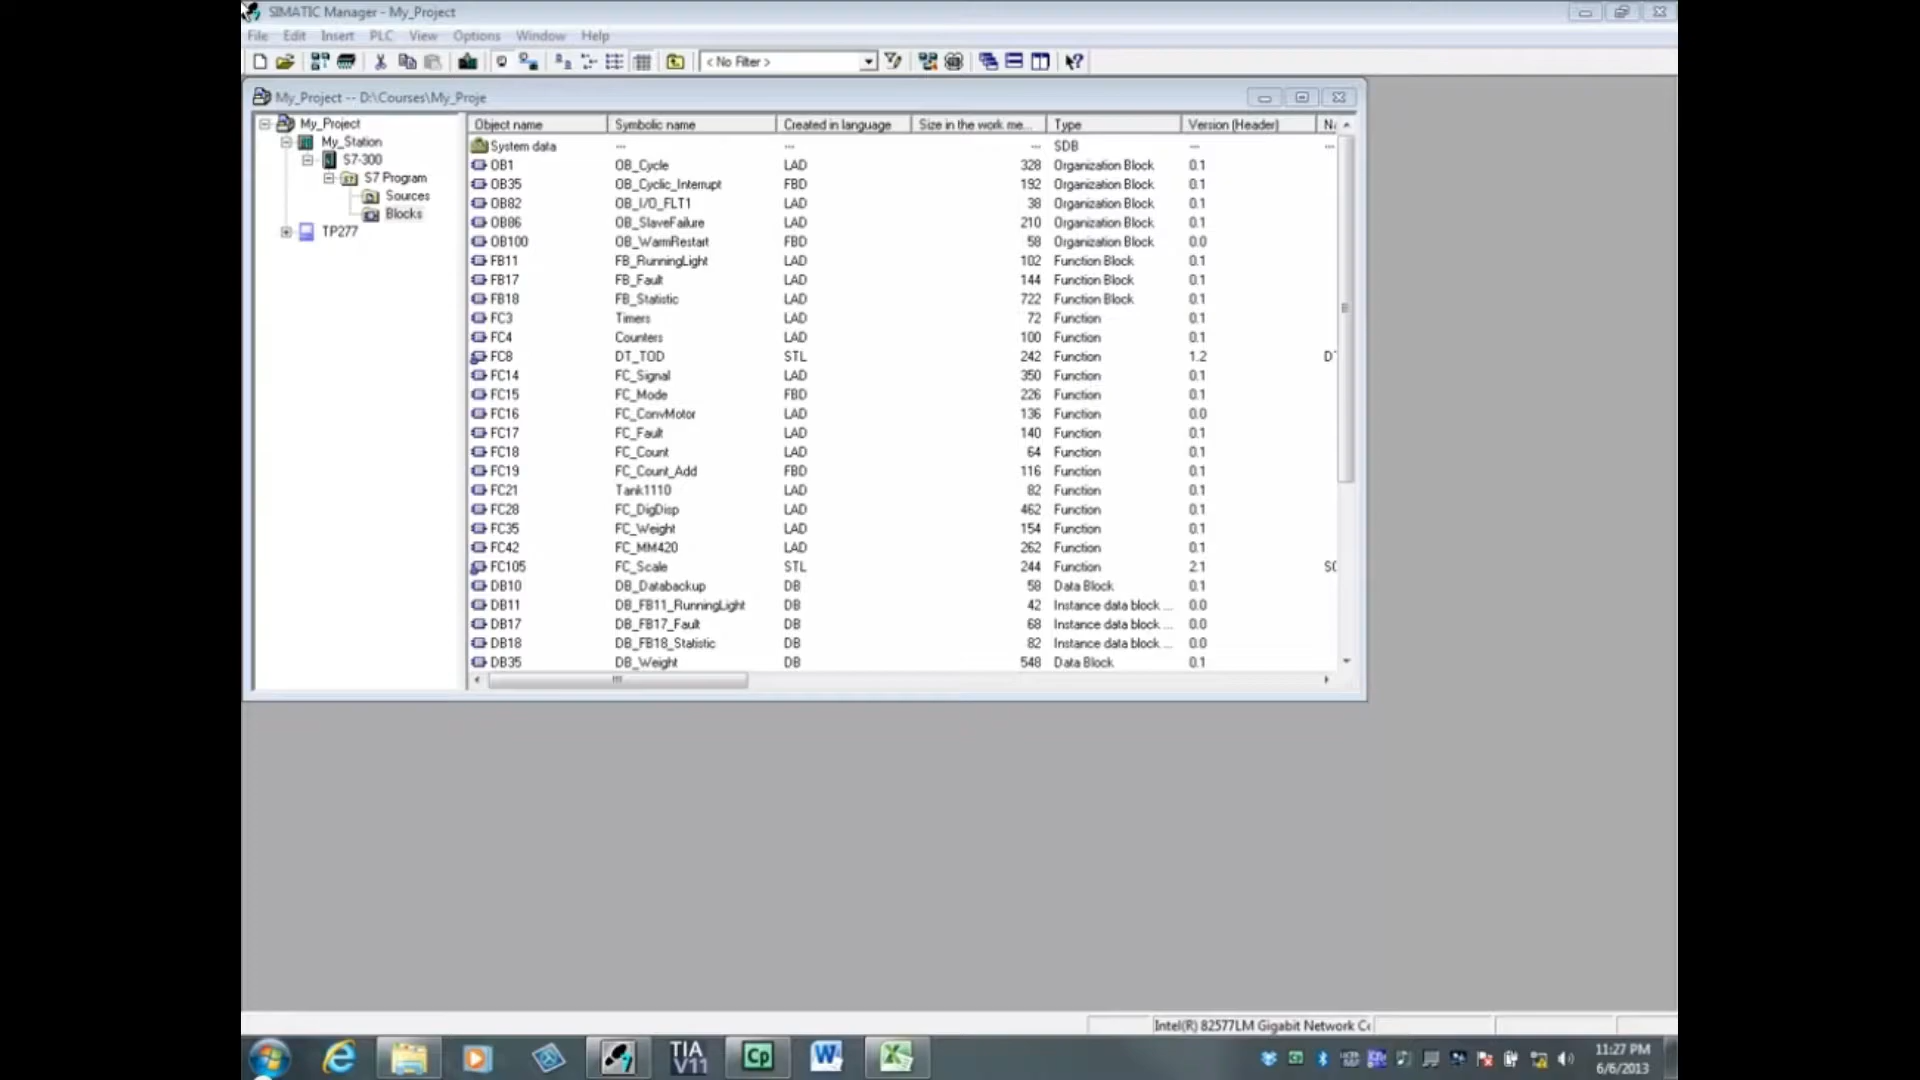 SIMATIC Manager - My_Project
File Edit Insert PLC View Options Window Help
< No Filter >
My_Project -- D:\Courses\My_Proje
My_Project
My_Station
S7-300
S7 Program
Sources
Blocks
TP277
Object name Symbolic name Created in language Size in the work me... Type Version (Header)
System data --- --- --- SDB --- ---
OB1 OB_Cycle LAD 328 Organization Block 0.1
OB35 OB_Cyclic_Interrupt FBD 192 Organization Block 0.1
OB82 OB_I/O_FLT1 LAD 38 Organization Block 0.1
OB86 OB_SlaveFailure LAD 210 Organization Block 0.1
OB100 OB_WarmRestart FBD 58 Organization Block 0.0
FB11 FB_RunningLight LAD 102 Function Block 0.1
FB17 FB_Fault LAD 144 Function Block 0.1
FB18 FB_Statistic LAD 722 Function Block 0.1
FC3 Timers LAD 72 Function 0.1
FC4 Counters LAD 100 Function 0.1
FC8 DT_TOD STL 242 Function 1.2
FC14 FC_Signal LAD 350 Function 0.1
FC15 FC_Mode FBD 226 Function 0.1
FC16 FC_ConvMotor LAD 136 Function 0.0
FC17 FC_Fault LAD 140 Function 0.1
FC18 FC_Count LAD 64 Function 0.1
FC19 FC_Count_Add FBD 116 Function 0.1
FC21 Tank1110 LAD 82 Function 0.1
FC28 FC_DigDisp LAD 462 Function 0.1
FC35 FC_Weight LAD 154 Function 0.1
FC42 FC_MM420 LAD 262 Function 0.1
FC105 FC_Scale STL 244 Function 2.1
DB10 DB_Databackup DB 58 Data Block 0.1
DB11 DB_FB11_RunningLight DB 42 Instance data block ... 0.0
DB17 DB_FB17_Fault DB 68 Instance data block ... 0.0
DB18 DB_FB18_Statistic DB 82 Instance data block ... 0.0
DB35 DB_Weight DB 548 Data Block 0.1
Intel(R) 82577LM Gigabit Network Co
TIA V11 Cp
11:27 PM
6/6/2013